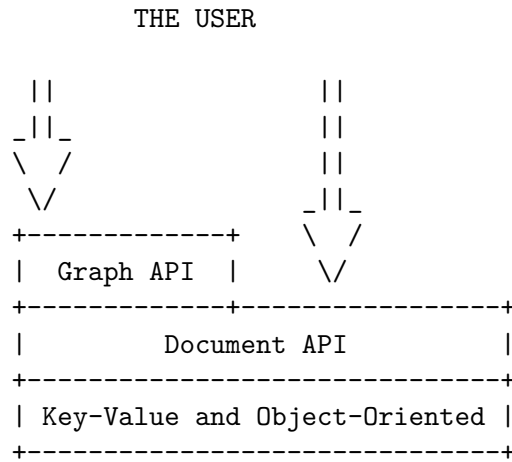 THE USER
Graph API
Document API
Key-Value and Object-Oriented